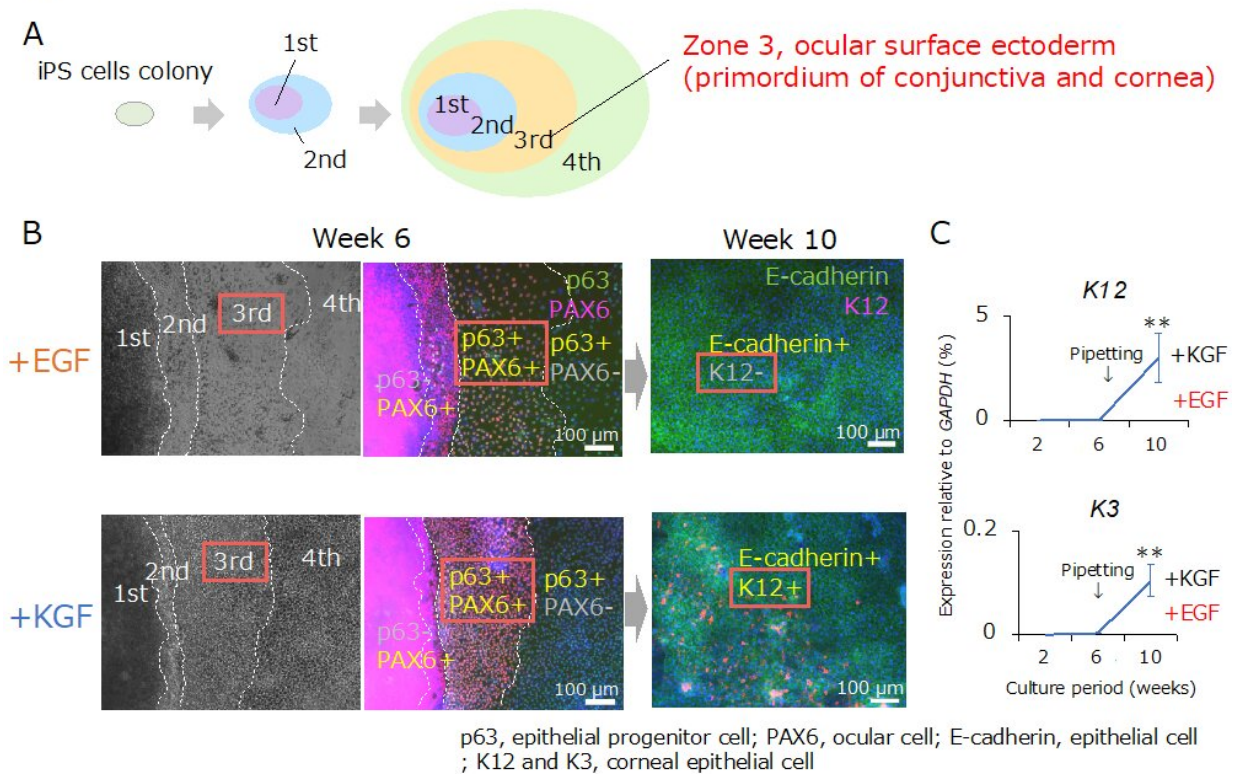 A
1st
iPS cells colony
2nd
1st
2nd
3rd
4th
Zone 3, ocular surface ectoderm
(primordium of conjunctiva and cornea)
B
Week 6
Week 10
C
+EGF
1st
2nd
3rd
4th
p63
PAX6
p63+
PAX6+
p63+
PAX6-
p63-
PAX6+
100 µm
E-cadherin
K12
E-cadherin+
K12-
100 µm
+KGF
1st
2nd
3rd
4th
p63+
PAX6+
p63+
PAX6-
p63-
PAX6+
100 µm
E-cadherin+
K12+
100 µm
Expression relative to GAPDH (%)
K12
5
0
Pipetting
↓
**
+KGF
+EGF
2 6 10
K3
0.2
0
Pipetting
↓
**
+KGF
+EGF
2 6 10
Culture period (weeks)
p63, epithelial progenitor cell; PAX6, ocular cell; E-cadherin, epithelial cell
; K12 and K3, corneal epithelial cell